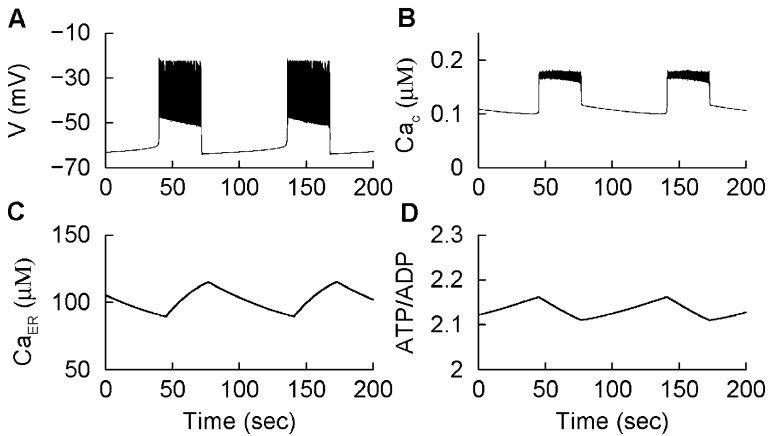 A
V (mV)
−10
−30
−50
−70
0 50 100 150 200
B
Ca_c (μM)
0.2
0.1
0
0 50 100 150 200
C
Ca_ER (μM)
150
100
50
0 50 100 150 200
Time (sec)
D
ATP/ADP
2.3
2.2
2.1
2
0 50 100 150 200
Time (sec)